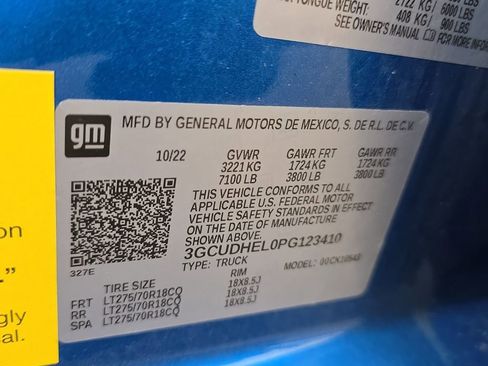 2722 KG/ 6000 LBS
TONGUE WEIGHT: 408 KG/ 900 LBS
SEE OWNER'S MANUAL FOR MORE
gm
MFD BY GENERAL MOTORS DE MEXICO, S. DE R.L. DE C.V.
10/22 GVWR GAWR FRT GAWR RR
3221 KG 1724 KG 1724 KG
7100 LB 3800 LB 3800 LB
THIS VEHICLE CONFORMS TO ALL
APPLICABLE U.S. FEDERAL MOTOR
VEHICLE SAFETY STANDARDS IN EFFECT
ON THE DATE OF MANUFACTURE
SHOWN ABOVE.
3GCUDHEL0PG123410
TYPE: TRUCK MODEL: 00CK10543
327E
TIRE SIZE RIM
FRT LT275/70R18CQ 18X8.5J
RR LT275/70R18CQ 18X8.5J
SPA LT275/70R18CQ 18X8.5J
on
"
gly
al.